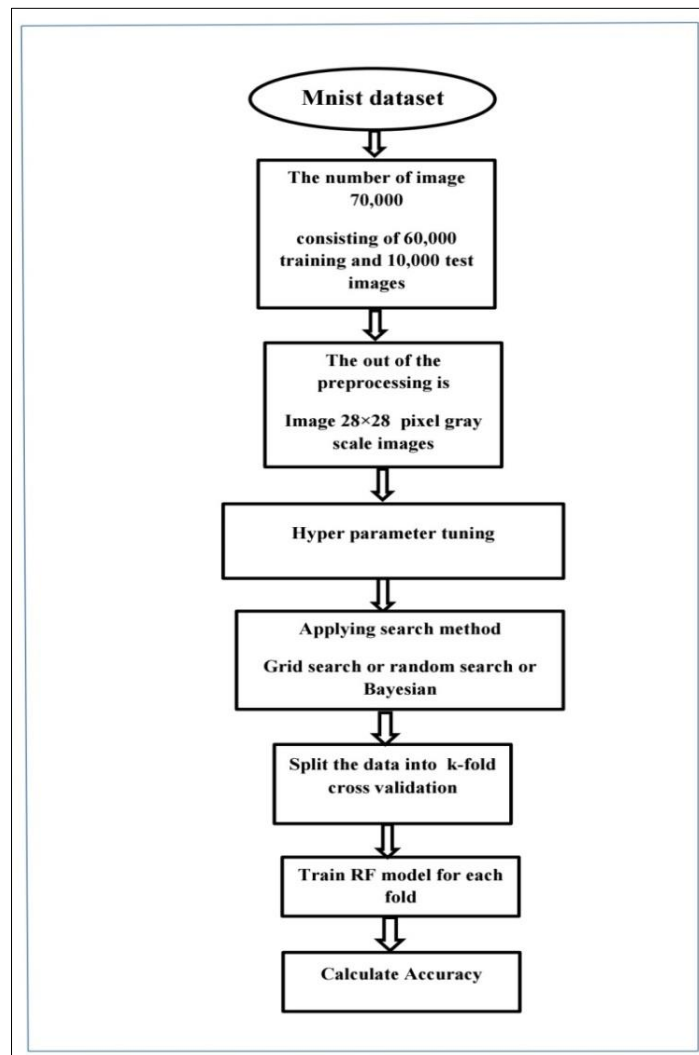 Mnist dataset
The number of image
70,000
consisting of 60,000
training and 10,000 test
images
The out of the
preprocessing is
Image 28×28 pixel gray
scale images
Hyper parameter tuning
Applying search method
Grid search or random search or
Bayesian
Split the data into k-fold
cross validation
Train RF model for each
fold
Calculate Accuracy